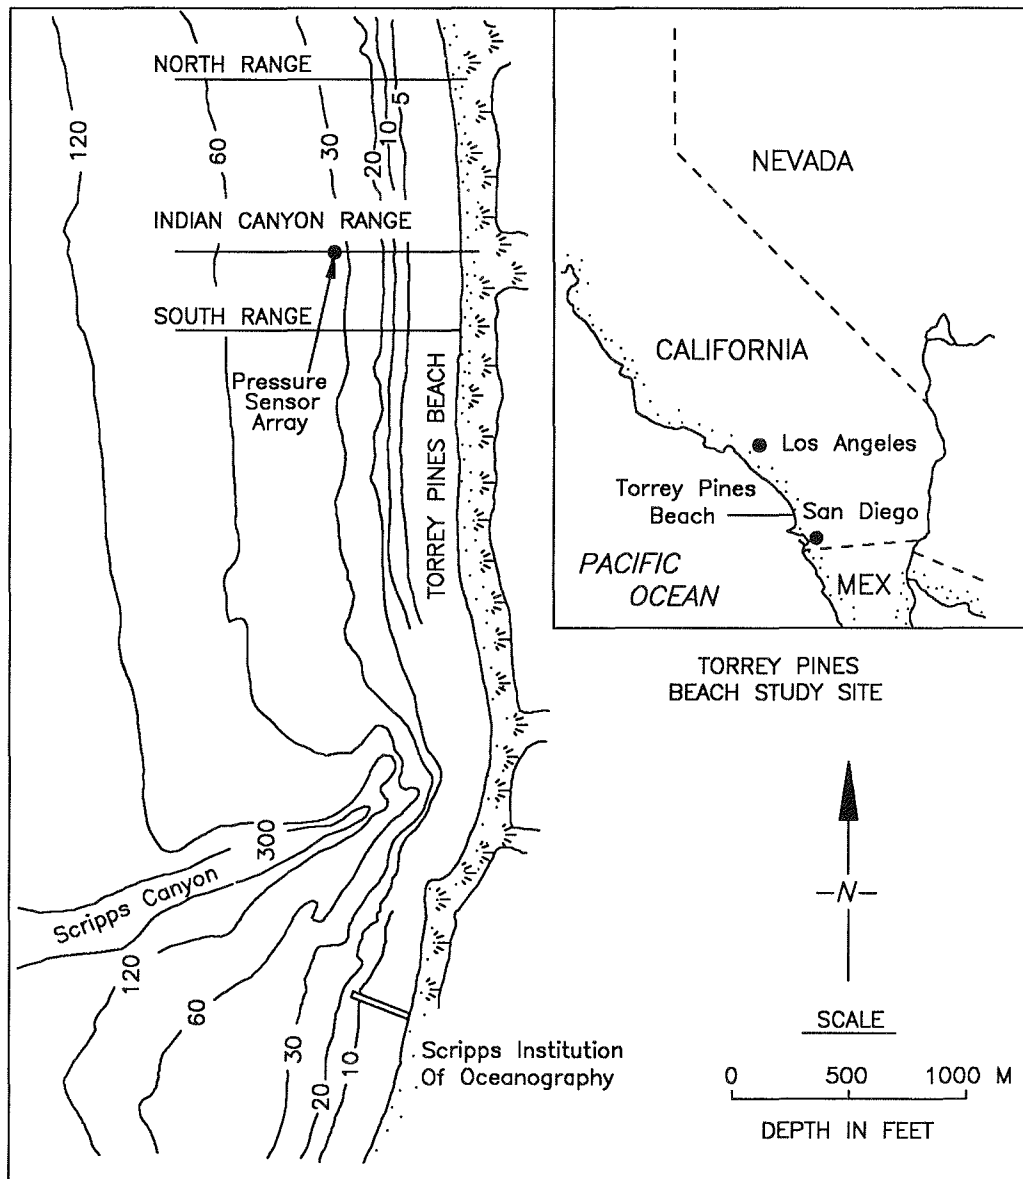 NORTH RANGE
120
60
30
20
10
5
INDIAN CANYON RANGE
SOUTH RANGE
Pressure
Sensor
Array
TORREY PINES BEACH
300
Scripps Canyon
120
60
30
20
10
Scripps Institution
Of Oceanography
NEVADA
CALIFORNIA
Los Angeles
Torrey Pines
Beach
San Diego
PACIFIC
OCEAN
MEX
TORREY PINES
BEACH STUDY SITE
-N-
SCALE
0 500 1000 M
DEPTH IN FEET